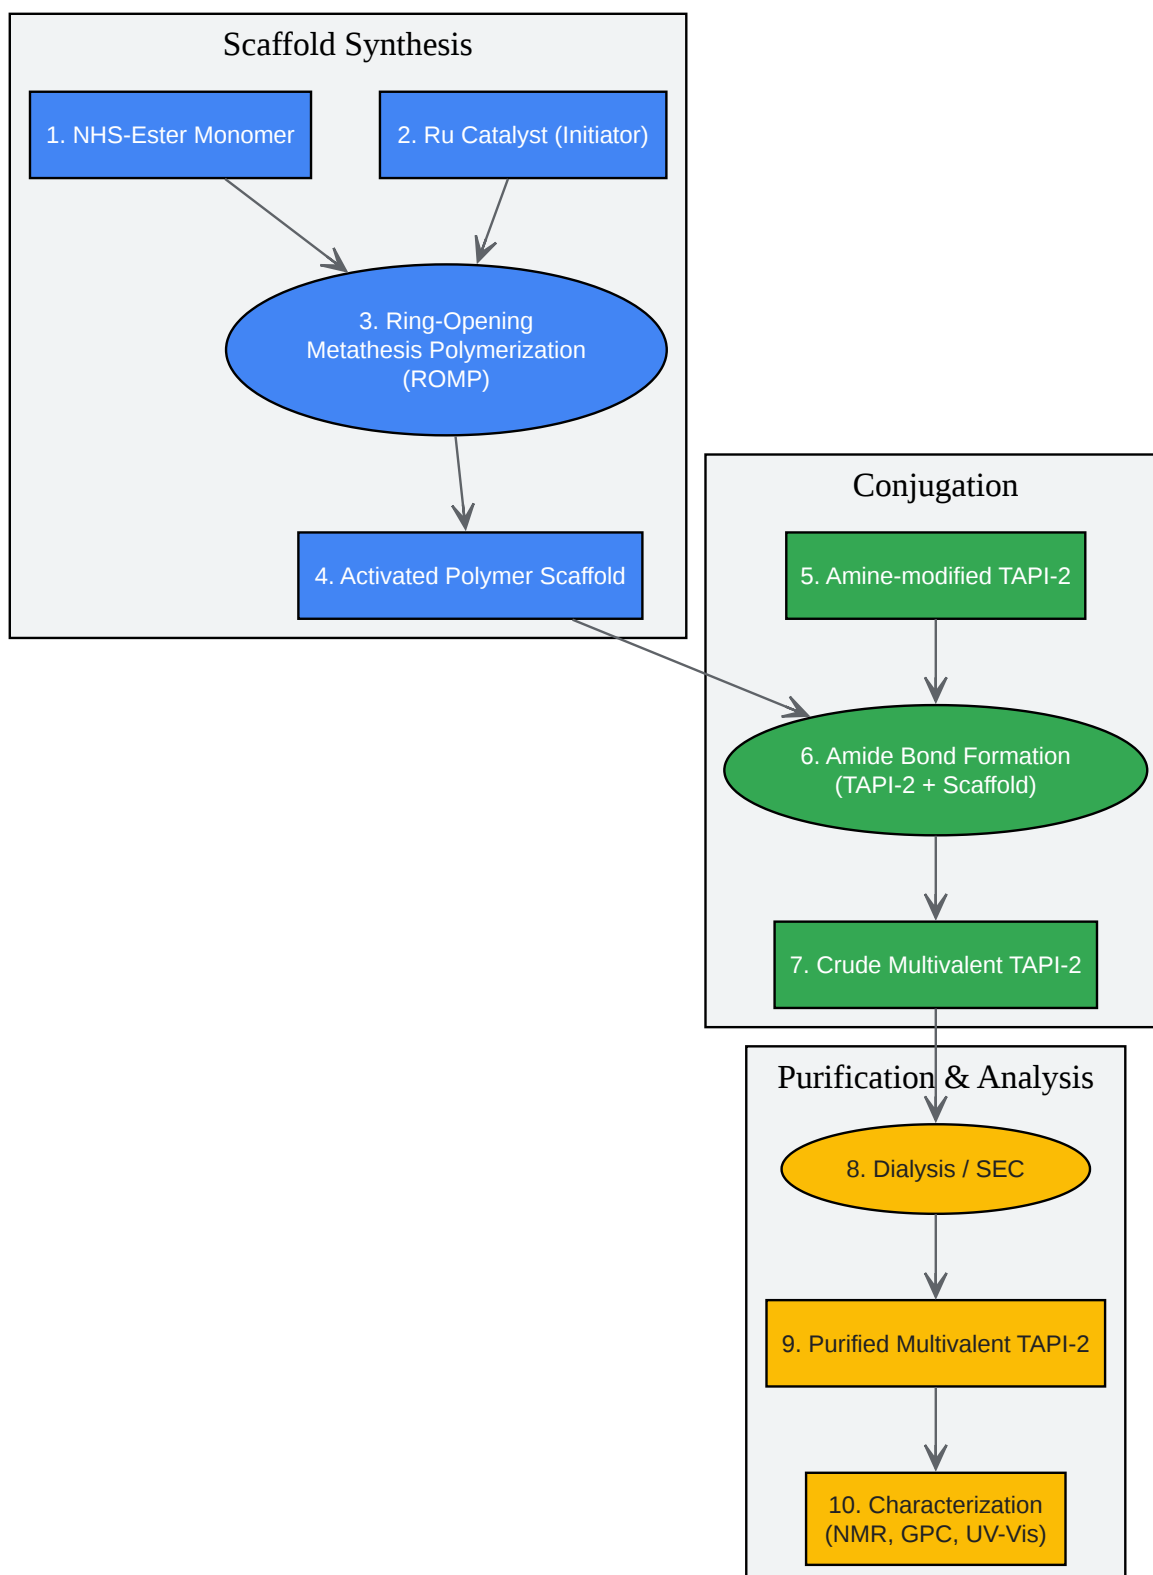 Scaffold Synthesis
1. NHS-Ester Monomer
2. Ru Catalyst (Initiator)
3. Ring-Opening
Metathesis Polymerization
(ROMP)
4. Activated Polymer Scaffold
Conjugation
5. Amine-modified TAPI-2
6. Amide Bond Formation
(TAPI-2 + Scaffold)
7. Crude Multivalent TAPI-2
Purification & Analysis
8. Dialysis / SEC
9. Purified Multivalent TAPI-2
10. Characterization
(NMR, GPC, UV-Vis)